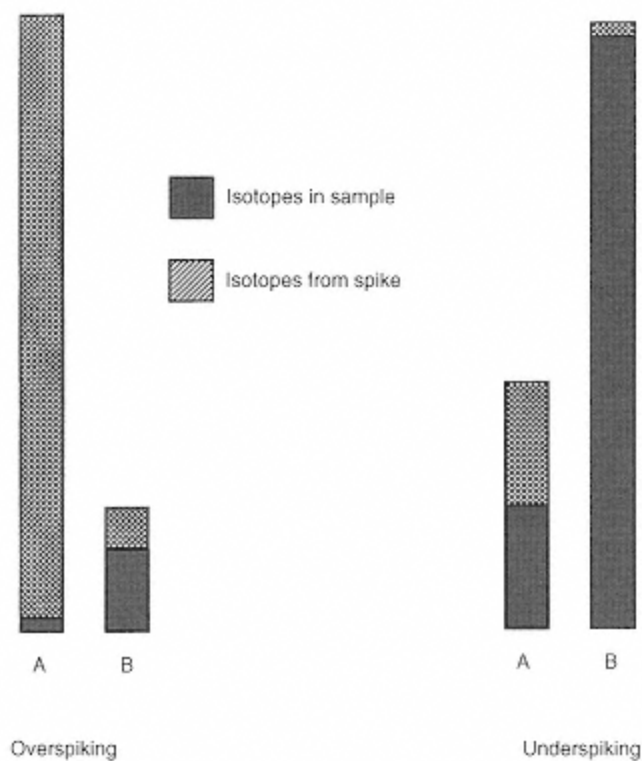 Isotopes in sample
Isotopes from spike
A
B
A
B
Overspiking
Underspiking